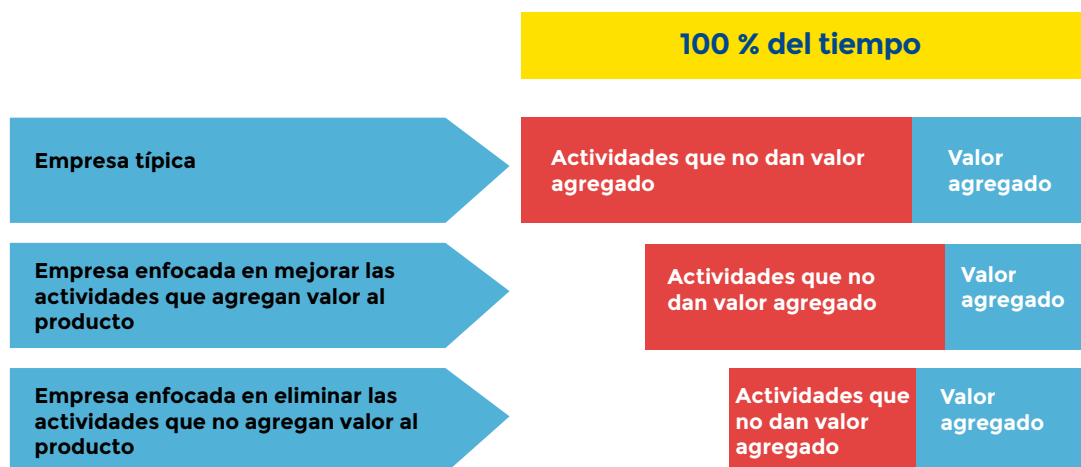 100 % del tiempo
Empresa típica
Actividades que no dan valor
agregado
Valor
agregado
Empresa enfocada en mejorar las
actividades que agregan valor al
producto
Actividades que no
dan valor agregado
Valor
agregado
Empresa enfocada en eliminar las
actividades que no agregan valor al
producto
Actividades que
no dan valor
agregado
Valor
agregado